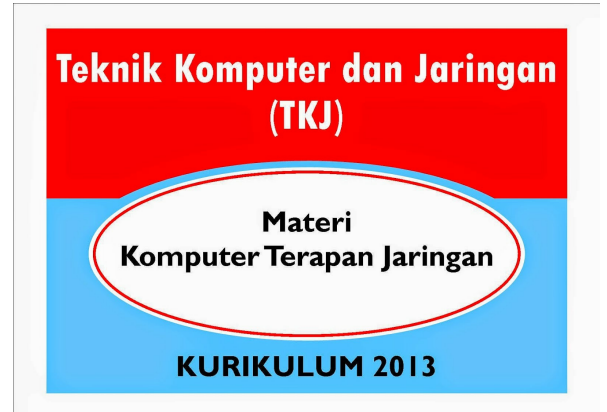 Teknik Komputer dan Jaringan
(TKJ)
Materi
Komputer Terapan Jaringan
KURIKULUM 2013